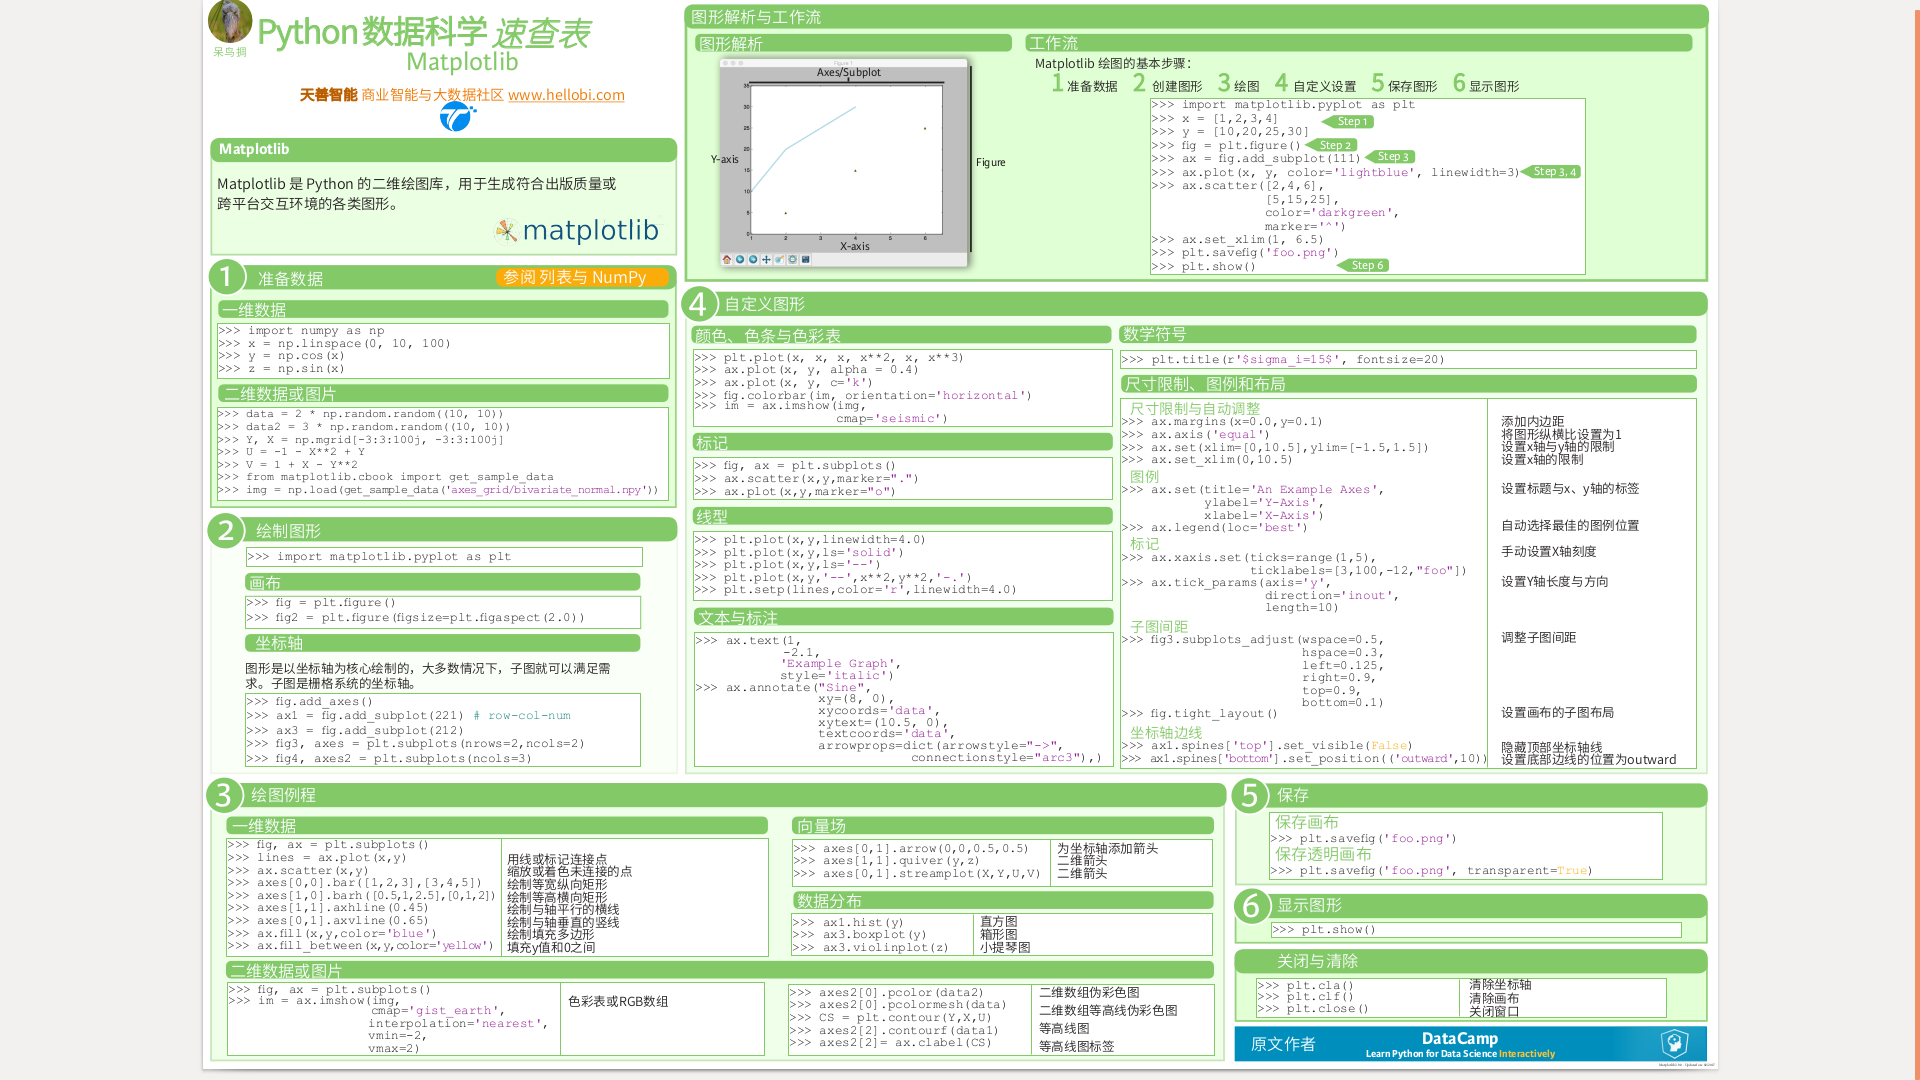 Python 数据科学 速查表
呆鸟 摘
Matplotlib
天善智能 商业智能与大数据社区 www.hellobi.com
Matplotlib
Matplotlib 是 Python 的二维绘图库，用于生成符合出版质量或
跨平台交互环境的各类图形。
matplotlib
1 准备数据 参阅 列表与 NumPy
一维数据
>>> import numpy as np
>>> x = np.linspace(0, 10, 100)
>>> y = np.cos(x)
>>> z = np.sin(x)
二维数据或图片
>>> data = 2 * np.random.random((10, 10))
>>> data2 = 3 * np.random.random((10, 10))
>>> Y, X = np.mgrid[-3:3:100j, -3:3:100j]
>>> U = -1 - X**2 + Y
>>> V = 1 + X - Y**2
>>> from matplotlib.cbook import get_sample_data
>>> img = np.load(get_sample_data('axes_grid/bivariate_normal.npy'))
2 绘制图形
>>> import matplotlib.pyplot as plt
画布
>>> fig = plt.figure()
>>> fig2 = plt.figure(figsize=plt.figaspect(2.0))
坐标轴
图形是以坐标轴为核心绘制的，大多数情况下，子图就可以满足需
求。子图是栅格系统的坐标轴。
>>> fig.add_axes()
>>> ax1 = fig.add_subplot(221) # row-col-num
>>> ax3 = fig.add_subplot(212)
>>> fig3, axes = plt.subplots(nrows=2,ncols=2)
>>> fig4, axes2 = plt.subplots(ncols=3)
图形解析与工作流
图形解析
Figure 1
Axes/Subplot
Y-axis
Figure
X-axis
35
30
25
20
15
10
5
0
1 2 3 4 5 6
工作流
Matplotlib 绘图的基本步骤：
1 准备数据 2 创建图形 3 绘图 4 自定义设置 5 保存图形 6 显示图形
>>> import matplotlib.pyplot as plt
>>> x = [1,2,3,4] Step 1
>>> y = [10,20,25,30]
>>> fig = plt.figure() Step 2
>>> ax = fig.add_subplot(111) Step 3
>>> ax.plot(x, y, color='lightblue', linewidth=3) Step 3, 4
>>> ax.scatter([2,4,6],
[5,15,25],
color='darkgreen',
marker='^')
>>> ax.set_xlim(1, 6.5)
>>> plt.savefig('foo.png')
>>> plt.show() Step 6
4 自定义图形
颜色、色条与色彩表
>>> plt.plot(x, x, x, x**2, x, x**3)
>>> ax.plot(x, y, alpha = 0.4)
>>> ax.plot(x, y, c='k')
>>> fig.colorbar(im, orientation='horizontal')
>>> im = ax.imshow(img,
cmap='seismic')
标记
>>> fig, ax = plt.subplots()
>>> ax.scatter(x,y,marker=".")
>>> ax.plot(x,y,marker="o")
线型
>>> plt.plot(x,y,linewidth=4.0)
>>> plt.plot(x,y,ls='solid')
>>> plt.plot(x,y,ls='--')
>>> plt.plot(x,y,'--',x**2,y**2,'-.')
>>> plt.setp(lines,color='r',linewidth=4.0)
文本与标注
>>> ax.text(1,
-2.1,
'Example Graph',
style='italic')
>>> ax.annotate("Sine",
xy=(8, 0),
xycoords='data',
xytext=(10.5, 0),
textcoords='data',
arrowprops=dict(arrowstyle="->",
connectionstyle="arc3"),)
数学符号
>>> plt.title(r'$sigma_i=15$', fontsize=20)
尺寸限制、图例和布局
尺寸限制与自动调整
>>> ax.margins(x=0.0,y=0.1) 添加内边距
>>> ax.axis('equal') 将图形纵横比设置为1
>>> ax.set(xlim=[0,10.5],ylim=[-1.5,1.5]) 设置x轴与y轴的限制
>>> ax.set_xlim(0,10.5) 设置x轴的限制
图例
>>> ax.set(title='An Example Axes', 设置标题与x、y轴的标签
ylabel='Y-Axis',
xlabel='X-Axis')
>>> ax.legend(loc='best') 自动选择最佳的图例位置
标记
>>> ax.xaxis.set(ticks=range(1,5), 手动设置X轴刻度
ticklabels=[3,100,-12,"foo"])
>>> ax.tick_params(axis='y', 设置Y轴长度与方向
direction='inout',
length=10)
子图间距
>>> fig3.subplots_adjust(wspace=0.5, 调整子图间距
hspace=0.3,
left=0.125,
right=0.9,
top=0.9,
bottom=0.1)
>>> fig.tight_layout() 设置画布的子图布局
坐标轴边线
>>> ax1.spines['top'].set_visible(False) 隐藏顶部坐标轴线
>>> ax1.spines['bottom'].set_position(('outward',10)) 设置底部边线的位置为outward
3 绘图例程
一维数据
>>> fig, ax = plt.subplots()
>>> lines = ax.plot(x,y) 用线或标记连接点
>>> ax.scatter(x,y) 缩放或着色未连接的点
>>> axes[0,0].bar([1,2,3],[3,4,5]) 绘制等宽纵向矩形
>>> axes[1,0].barh([0.5,1,2.5],[0,1,2]) 绘制等高横向矩形
>>> axes[1,1].axhline(0.45) 绘制与轴平行的横线
>>> axes[0,1].axvline(0.65) 绘制与轴垂直的竖线
>>> ax.fill(x,y,color='blue') 绘制填充多边形
>>> ax.fill_between(x,y,color='yellow') 填充y值和0之间
二维数据或图片
>>> fig, ax = plt.subplots()
>>> im = ax.imshow(img, 色彩表或RGB数组
cmap='gist_earth',
interpolation='nearest',
vmin=-2,
vmax=2)
向量场
>>> axes[0,1].arrow(0,0,0.5,0.5) 为坐标轴添加箭头
>>> axes[1,1].quiver(y,z) 二维箭头
>>> axes[0,1].streamplot(X,Y,U,V) 二维箭头
数据分布
>>> ax1.hist(y) 直方图
>>> ax3.boxplot(y) 箱形图
>>> ax3.violinplot(z) 小提琴图
>>> axes2[0].pcolor(data2) 二维数组伪彩色图
>>> axes2[0].pcolormesh(data) 二维数组等高线伪彩色图
>>> CS = plt.contour(Y,X,U) 等高线图
>>> axes2[2].contourf(data1)
>>> axes2[2]= ax.clabel(CS) 等高线图标签
5 保存
保存画布
>>> plt.savefig('foo.png')
保存透明画布
>>> plt.savefig('foo.png', transparent=True)
6 显示图形
>>> plt.show()
关闭与清除
>>> plt.cla() 清除坐标轴
>>> plt.clf() 清除画布
>>> plt.close() 关闭窗口
原文作者 DataCamp
Learn Python for Data Science Interactively